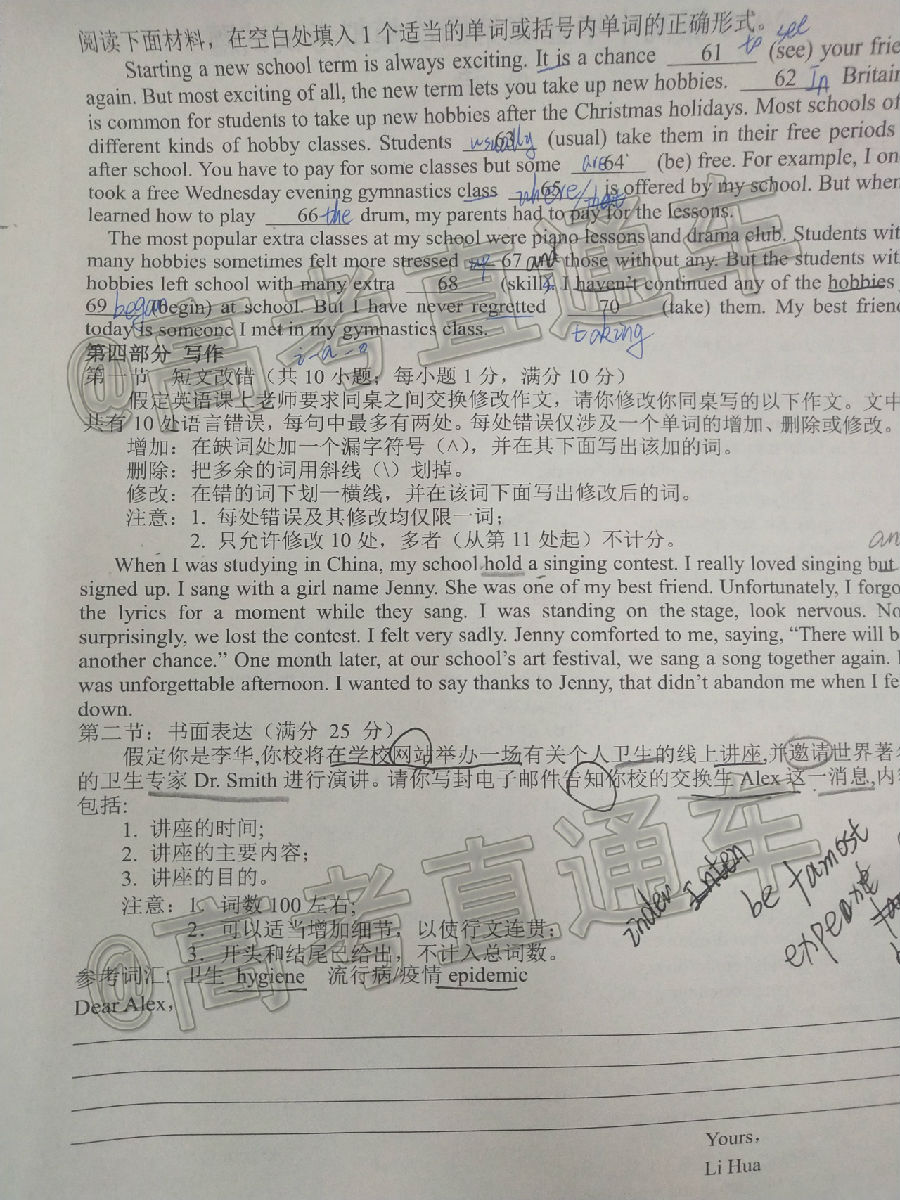 阅读下面材料，在空白处填入1个适当的单词或括号内单词的正确形式。
Starting a new school term is always exciting. It is a chance 61 to see (see) your frie
again. But most exciting of all, the new term lets you take up new hobbies. 62 In Britain
is common for students to take up new hobbies after the Christmas holidays. Most schools of
different kinds of hobby classes. Students 63 usually (usual) take them in their free periods
after school. You have to pay for some classes but some are 64 (be) free. For example, I on
took a free Wednesday evening gymnastics class where/ 65 is offered by my school. But when
learned how to play 66 the drum, my parents had to pay for the lessons.
The most popular extra classes at my school were piano lessons and drama club. Students wit
many hobbies sometimes felt more stressed 67 and those without any. But the students wit
hobbies left school with many extra 68 (skill). I haven't continued any of the hobbies
69 began (begin) at school. But I have never regretted 70 (take) them. My best friend
taking
today is someone I met in my gymnastics class.
i-a-o
第四部分 写作
第一节 短文改错（共10小题；每小题1分，满分10分）
假定英语课上老师要求同桌之间交换修改作文，请你修改你同桌写的以下作文。文中
共有10处语言错误，每句中最多有两处。每处错误仅涉及一个单词的增加、删除或修改。
增加：在缺词处加一个漏字符号（∧），并在其下面写出该加的词。
删除：把多余的词用斜线（\）划掉。
修改：在错的词下划一横线，并在该词下面写出修改后的词。
注意：1. 每处错误及其修改均仅限一词；
2. 只允许修改10处，多者（从第11处起）不计分。
an
When I was studying in China, my school hold a singing contest. I really loved singing but
signed up. I sang with a girl name Jenny. She was one of my best friend. Unfortunately, I forgo
the lyrics for a moment while they sang. I was standing on the stage, look nervous. No
surprisingly, we lost the contest. I felt very sadly. Jenny comforted to me, saying, “There will b
another chance.” One month later, at our school's art festival, we sang a song together again. I
was unforgettable afternoon. I wanted to say thanks to Jenny, that didn't abandon me when I fe
down.
第二节：书面表达（满分 25 分）
假定你是李华,你校将在学校网站举办一场有关个人卫生的线上讲座,并邀请世界著名
的卫生专家 Dr. Smith 进行演讲。请你写封电子邮件告知你校的交换生 Alex 这一消息,内容
包括:
1. 讲座的时间;
2. 讲座的主要内容；
3. 讲座的目的。
注意：1. 词数100左右;
2. 可以适当增加细节，以使行文连贯；
3. 开头和结尾已给出，不计入总词数。
inder
be famost
参考词汇：卫生 hygiene 流行病/疫情 epidemic
Dear Alex,
Yours,
Li Hua
@高考直通车
@高考直通车